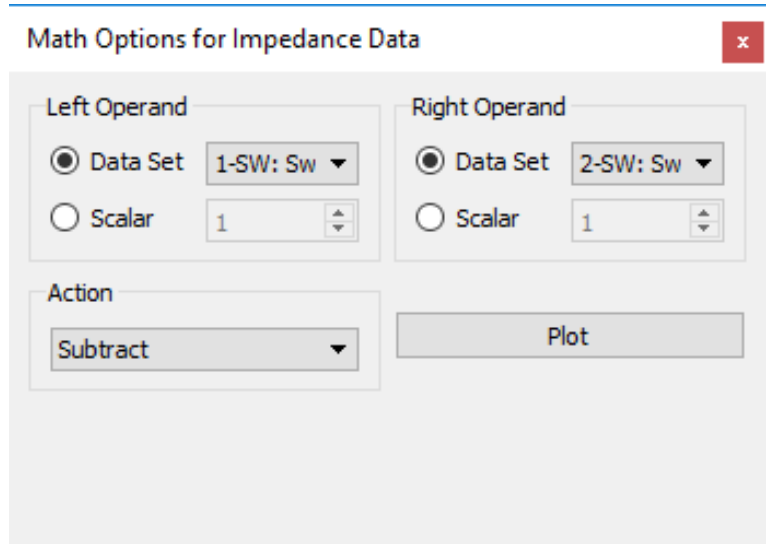 Math Options for Impedance Data
x
Left Operand
Data Set
1-SW: Sw
Scalar
1
Right Operand
Data Set
2-SW: Sw
Scalar
1
Action
Subtract
Plot